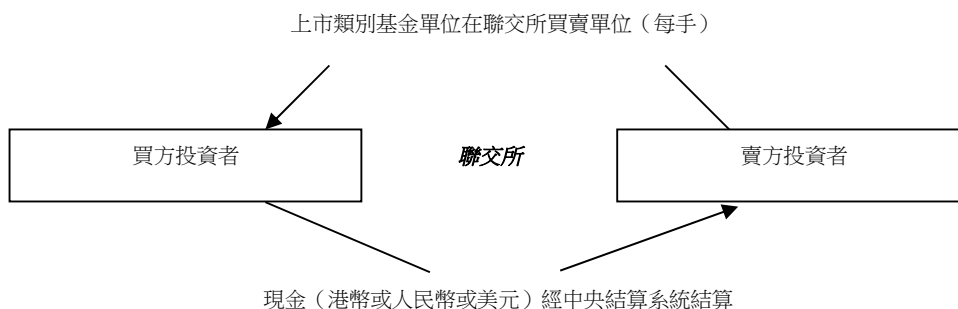 上市類別基金單位在聯交所買賣單位（每手）
買方投資者
聯交所
賣方投資者
現金（港幣或人民幣或美元）經中央結算系統結算